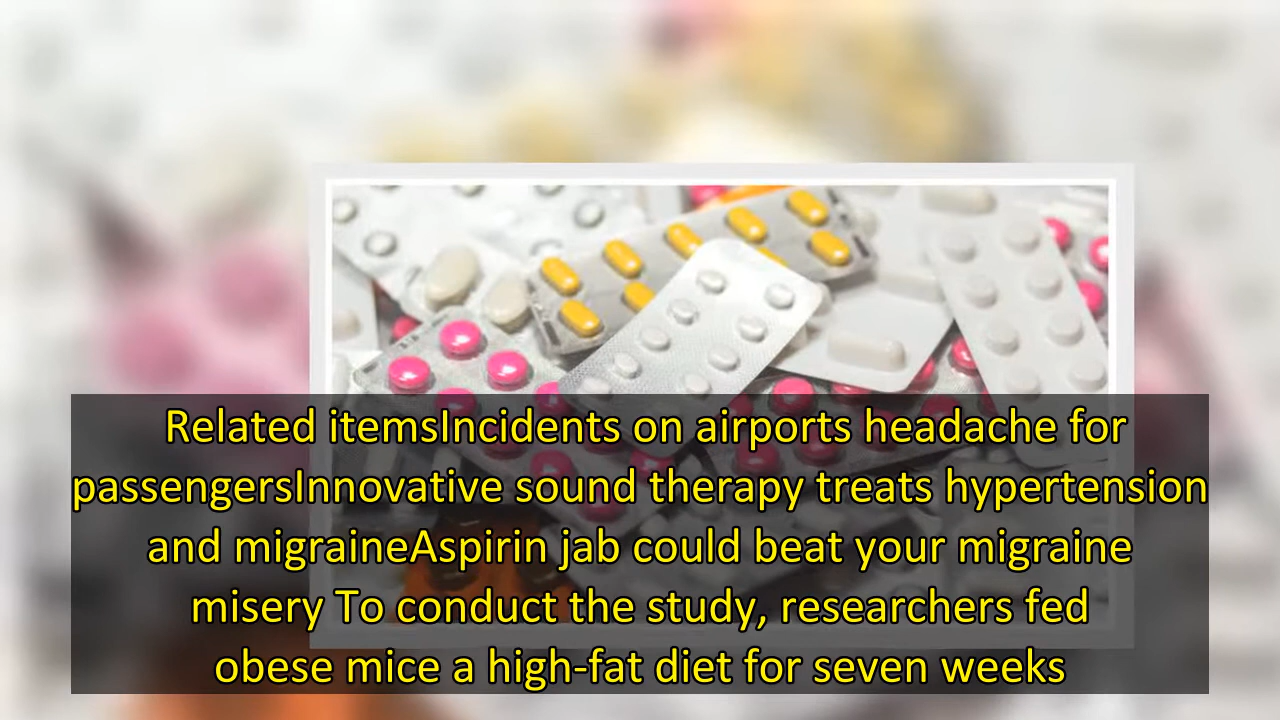 Related itemsIncidents on airports headache for
passengersInnovative sound therapy treats hypertension
and migraineAspirin jab could beat your migraine
misery To conduct the study, researchers fed
obese mice a high-fat diet for seven weeks